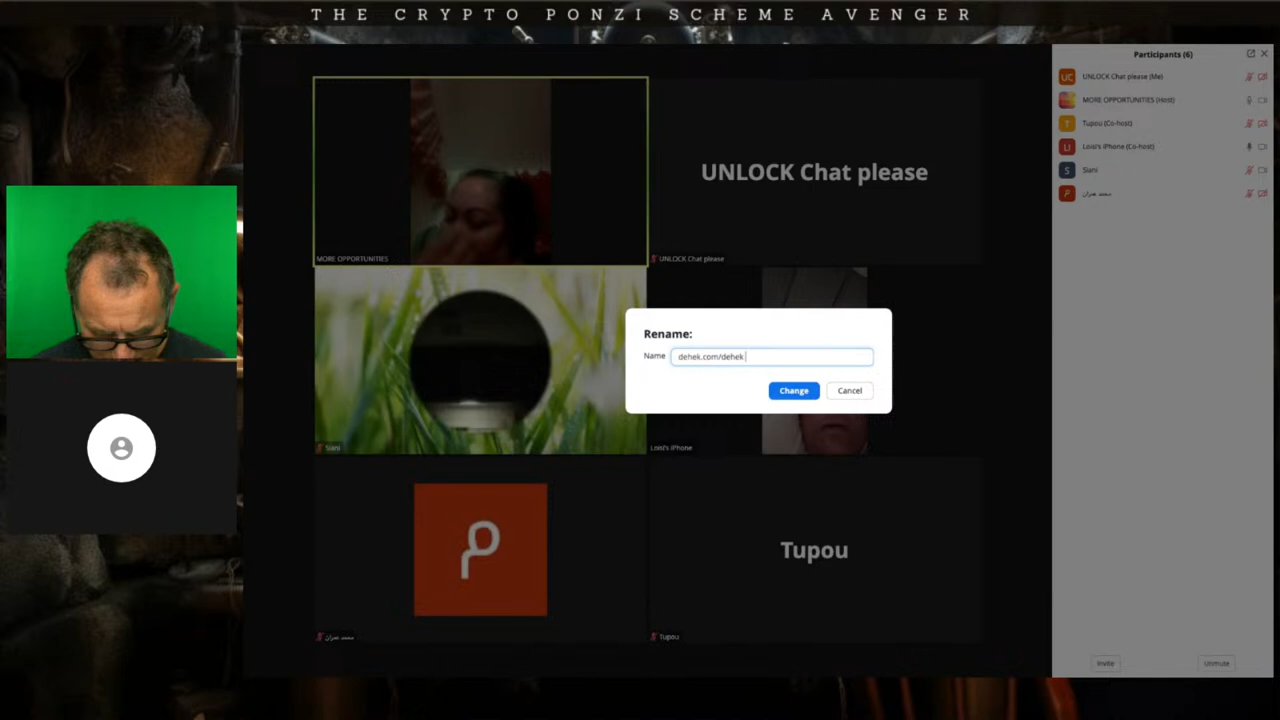 THE CRYPTO PONZI SCHEME AVENGER
Participants (6)
UC UNLOCK Chat please (Me)
MORE OPPORTUNITIES (Host)
T Tupou (Co-host)
LI Loisi's iPhone (Co-host)
S Siani
م محمد عمران
UNLOCK Chat please
MORE OPPORTUNITIES
UNLOCK Chat please
Rename:
Name dehek.com/dehek
Change Cancel
Siani
Loisi's iPhone
م
Tupou
محمد عمران
Tupou
Invite Unmute